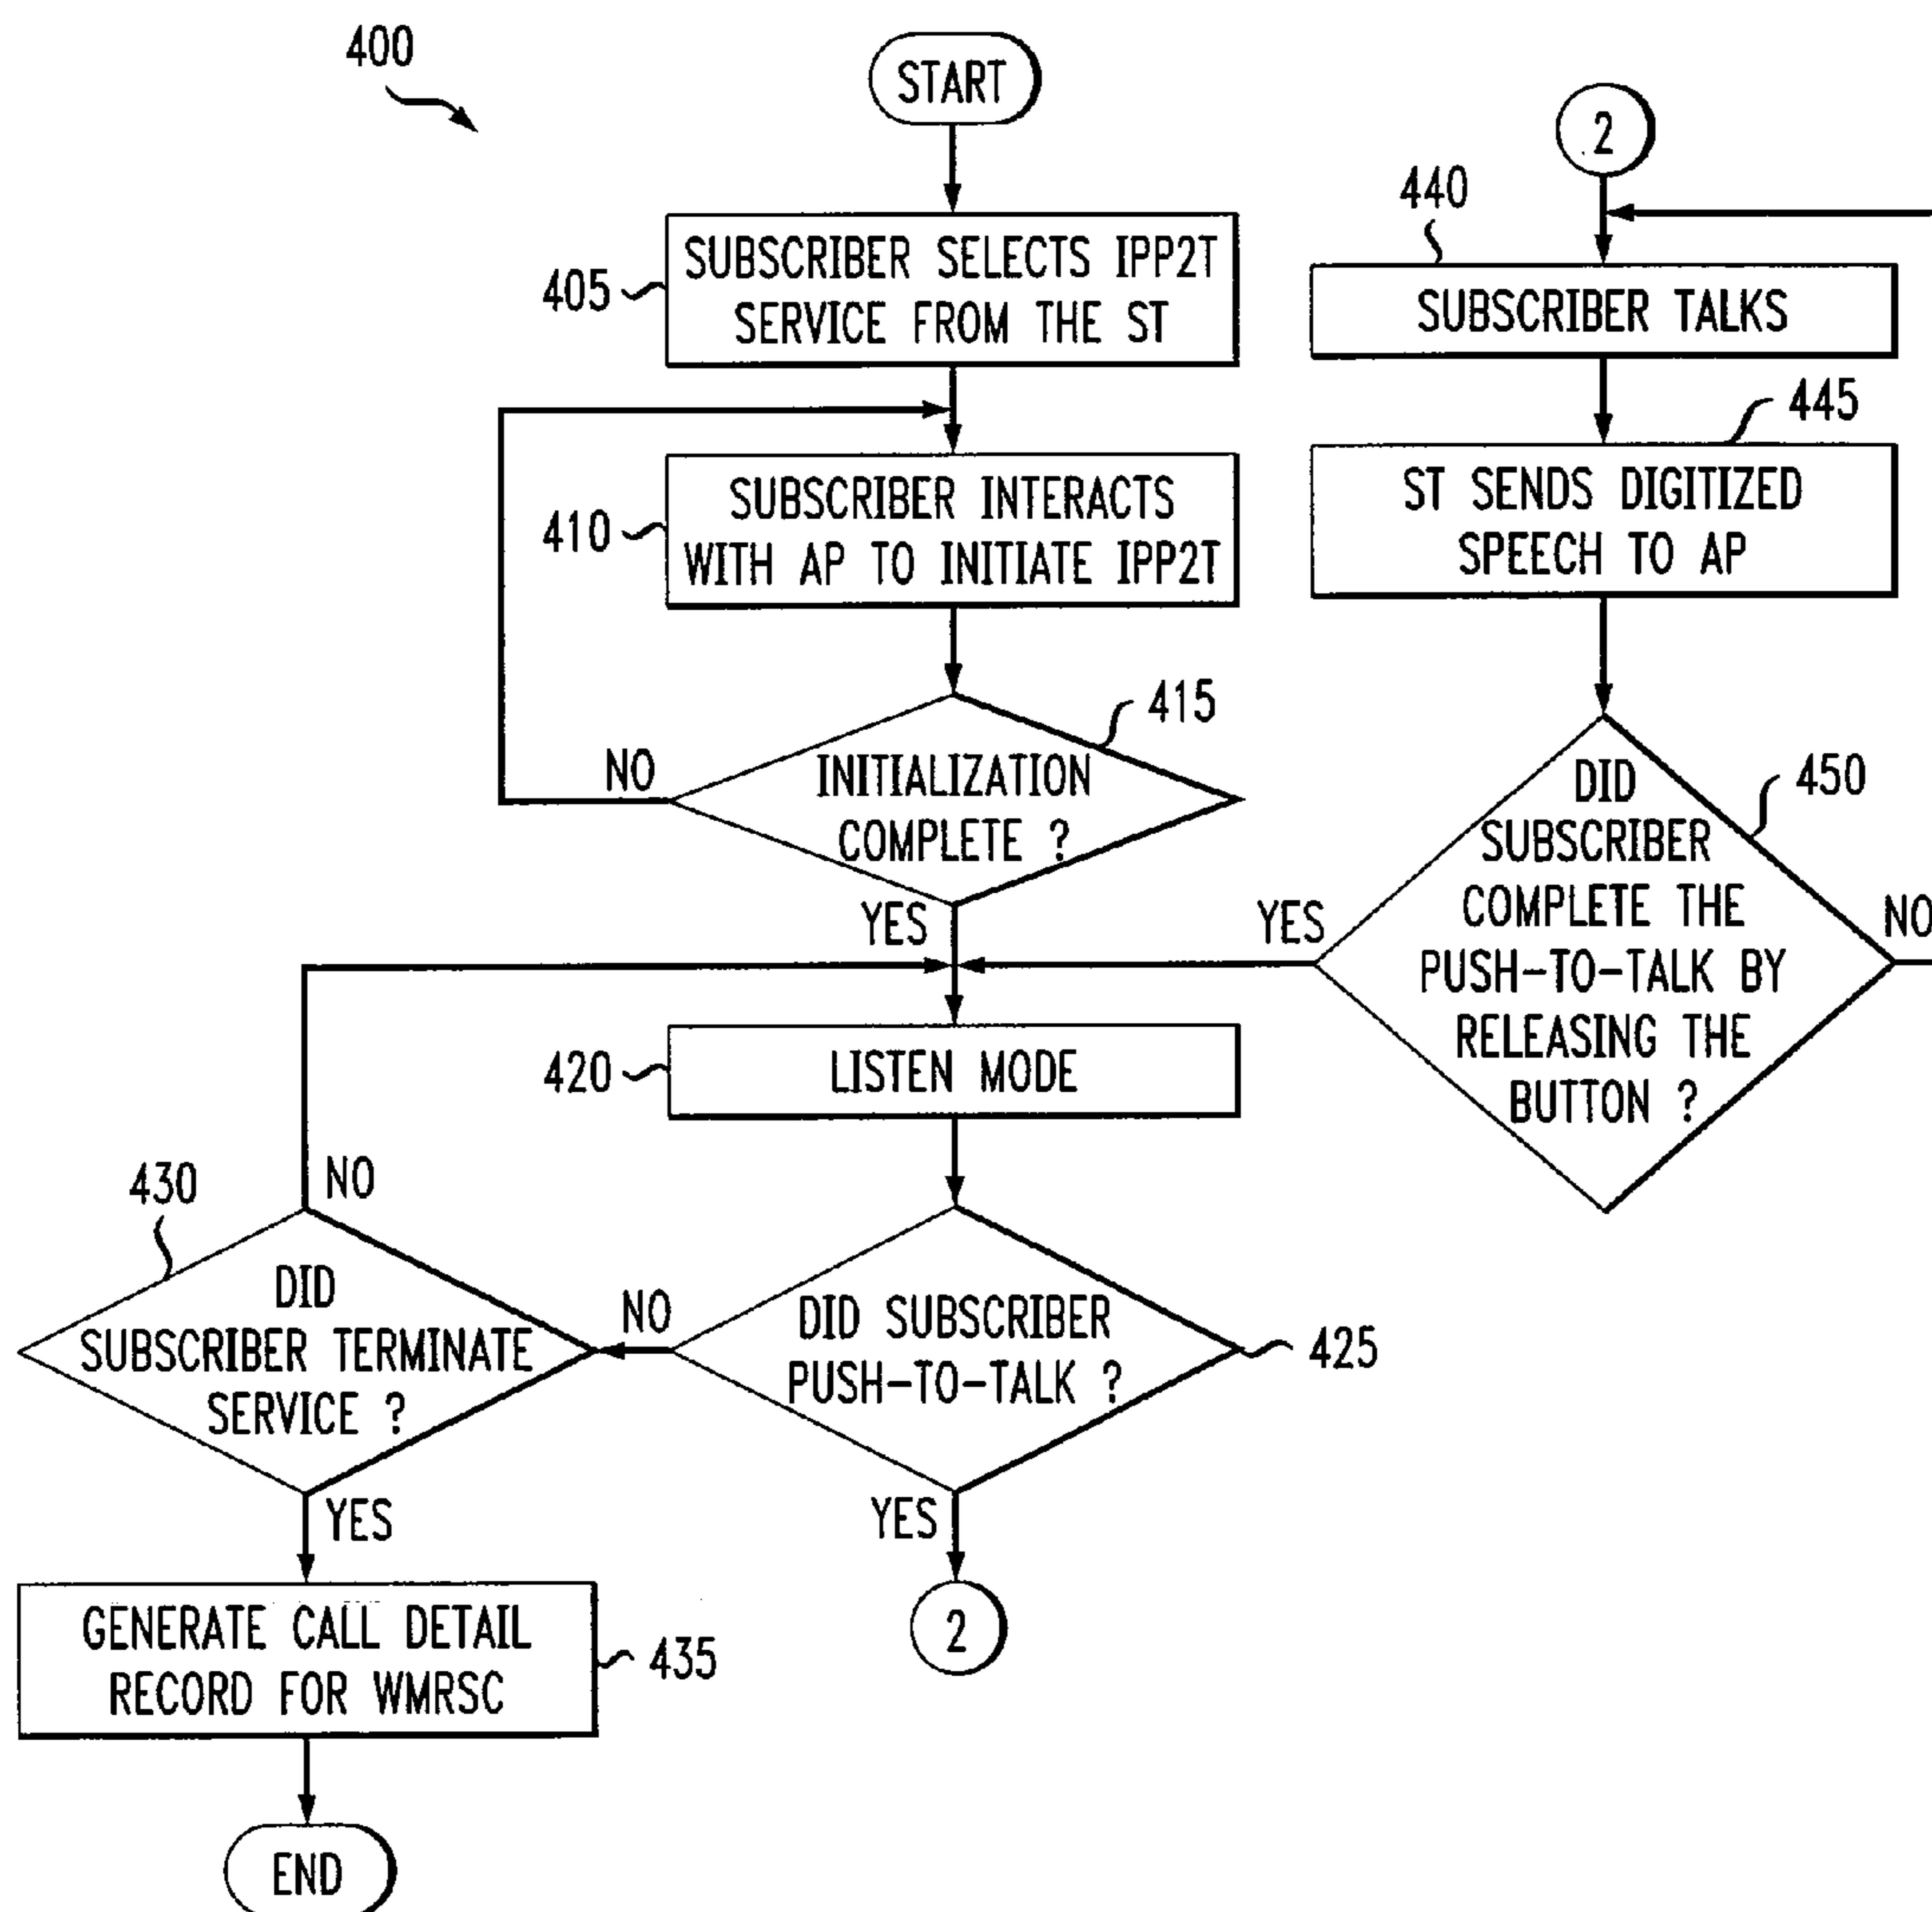 400
START
405
SUBSCRIBER SELECTS IPP2T
SERVICE FROM THE ST
410
SUBSCRIBER INTERACTS
WITH AP TO INITIATE IPP2T
415
INITIALIZATION
COMPLETE ?
NO
YES
420
LISTEN MODE
425
DID SUBSCRIBER
PUSH-TO-TALK ?
NO
YES
2
430
DID
SUBSCRIBER TERMINATE
SERVICE ?
NO
YES
GENERATE CALL DETAIL
RECORD FOR WMRSC
435
END
2
440
SUBSCRIBER TALKS
445
ST SENDS DIGITIZED
SPEECH TO AP
450
DID
SUBSCRIBER
COMPLETE THE
PUSH-TO-TALK BY
RELEASING THE
BUTTON ?
YES
NO